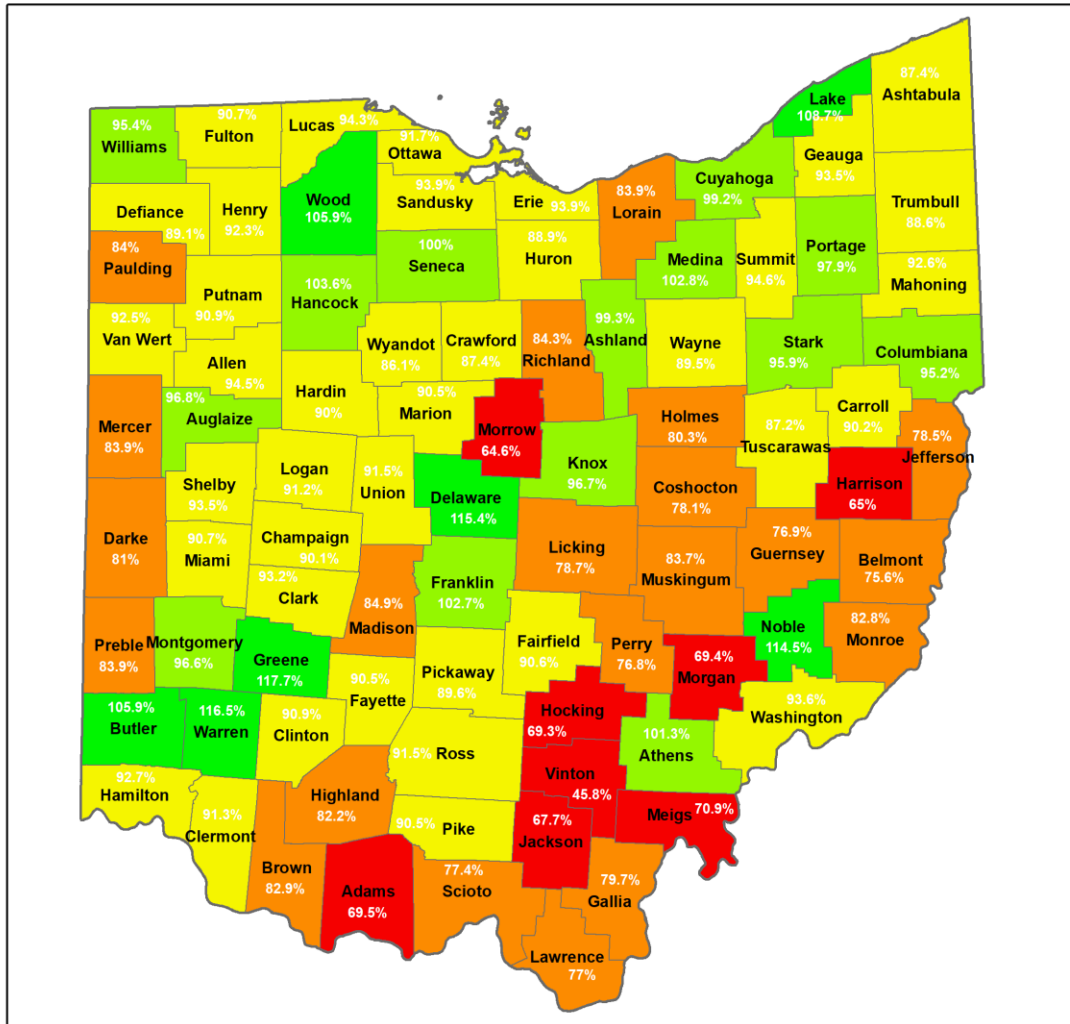 87.4%
Ashtabula
Lake
108.7%
95.4%
Williams
90.7%
Fulton
Lucas
94.3%
91.7%
Ottawa
Geauga
93.5%
Cuyahoga
99.2%
Wood
105.9%
93.9%
Sandusky
Erie
93.9%
83.9%
Lorain
Trumbull
88.6%
Defiance
89.1%
Henry
92.3%
84%
Paulding
100%
Seneca
88.9%
Huron
Medina
102.8%
Summit
94.6%
Portage
97.9%
92.6%
Mahoning
103.6%
Hancock
Putnam
90.9%
92.5%
Van Wert
Allen
94.5%
Wyandot
86.1%
Crawford
87.4%
84.3%
Richland
99.3%
Ashland
Wayne
89.5%
Stark
95.9%
Columbiana
95.2%
Hardin
90%
90.5%
Marion
96.8%
Auglaize
Mercer
83.9%
Morrow
64.6%
Holmes
80.3%
87.2%
Tuscarawas
Carroll
90.2%
78.5%
Jefferson
Logan
91.2%
91.5%
Union
Knox
96.7%
Coshocton
78.1%
Harrison
65%
Shelby
93.5%
Delaware
115.4%
Darke
81%
90.7%
Miami
Champaign
90.1%
Licking
78.7%
83.7%
Muskingum
76.9%
Guernsey
Belmont
75.6%
93.2%
Clark
84.9%
Madison
Franklin
102.7%
Preble
83.9%
Montgomery
96.6%
Greene
117.7%
Fairfield
90.6%
Perry
76.8%
69.4%
Morgan
Noble
114.5%
82.8%
Monroe
90.5%
Fayette
Pickaway
89.6%
93.6%
Washington
105.9%
Butler
116.5%
Warren
90.9%
Clinton
Hocking
69.3%
101.3%
Athens
91.5%
Ross
92.7%
Hamilton
Vinton
45.8%
Highland
82.2%
91.3%
Clermont
90.5%
Pike
67.7%
Jackson
Meigs
70.9%
Brown
82.9%
Adams
69.5%
77.4%
Scioto
79.7%
Gallia
Lawrence
77%